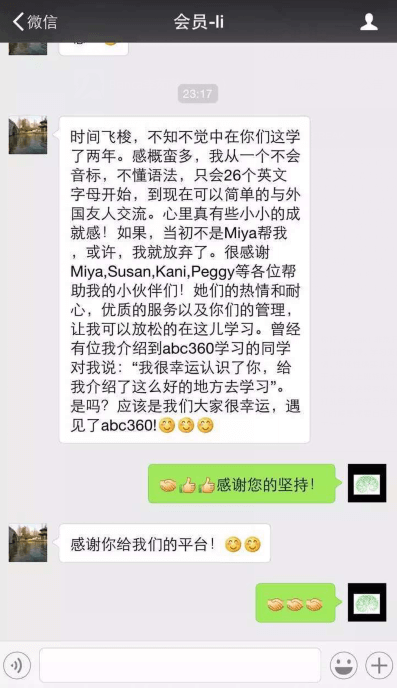 微信
会员-li
23:17
时间飞梭，不知不觉中在你们这学
了两年。感概蛮多，我从一个不会
音标，不懂语法，只会26个英文
字母开始，到现在可以简单的与外
国友人交流。心里真有些小小的成
就感！如果，当初不是Miya帮我
，或许，我就放弃了。很感谢
Miya,Susan,Kani,Peggy等各位帮
助我的小伙伴们！她们的热情和耐
心，优质的服务以及你们的管理，
让我可以放松的在这儿学习。曾经
有位我介绍到abc360学习的同学
对我说：“我很幸运认识了你，给
我介绍了这么好的地方去学习”。
是吗？应该是我们大家很幸运，遇
见了abc360!😊😊😊
🤝👍👍感谢您的坚持！
感谢你给我们的平台！😊😊
🤝🤝🤝